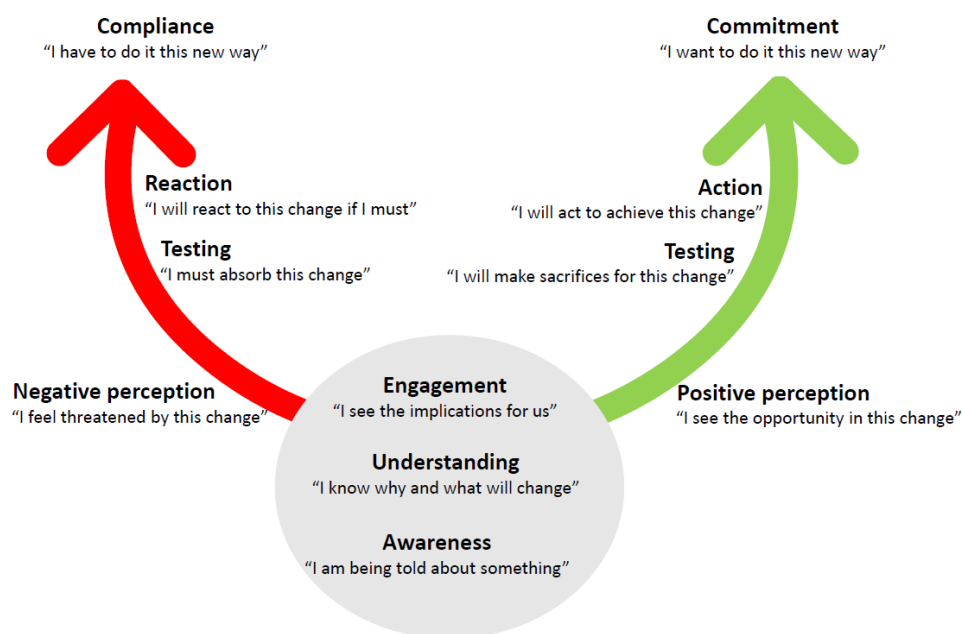 Compliance
“I have to do it this new way”
Commitment
“I want to do it this new way”
Reaction
“I will react to this change if I must”
Action
“I will act to achieve this change”
Testing
“I must absorb this change”
Testing
“I will make sacrifices for this change”
Negative perception
“I feel threatened by this change”
Engagement
“I see the implications for us”
Positive perception
“I see the opportunity in this change”
Understanding
“I know why and what will change”
Awareness
“I am being told about something”